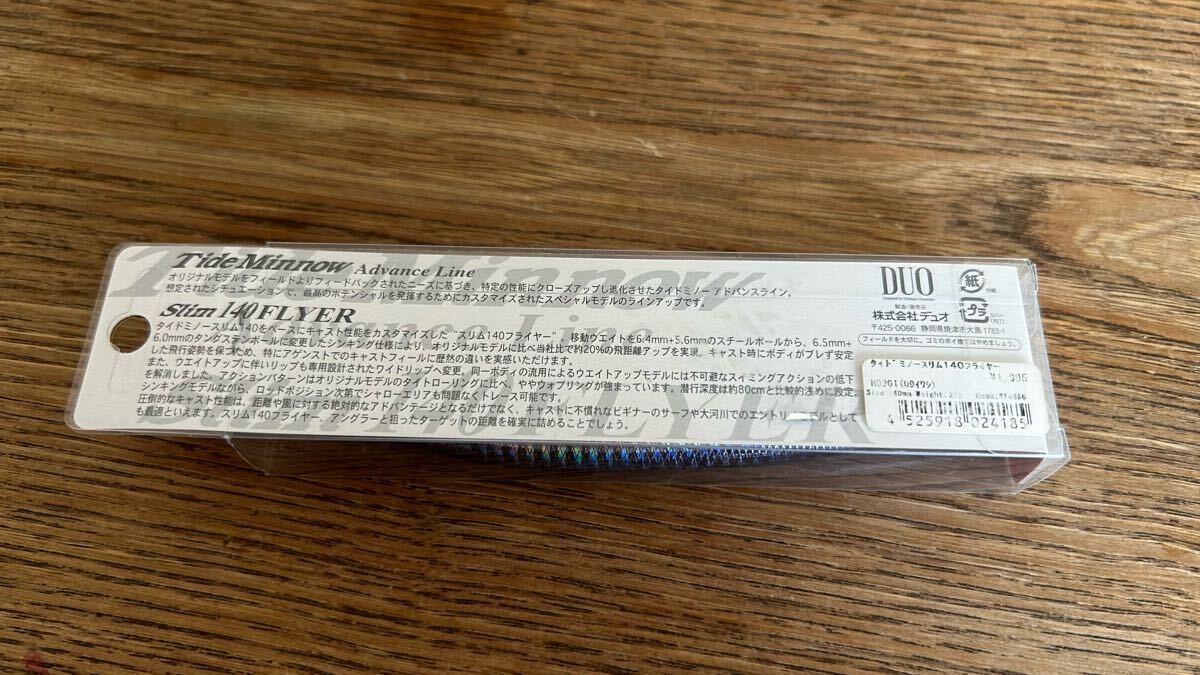 Tide Minnow Advance Line
オリジナルモデルをフィールドよりフィードバックされたニーズに基づき、特定の性能にクローズアップし進化させたタイドミノー アドバンスライン。
想定されたシチュエーションで、最高のポテンシャルを発揮するためにカスタマイズされたスペシャルモデルのラインアップです。
Slim 140 FLYER
タイドミノースリム140をベースにキャスト性能をカスタマイズした"スリム140フライヤー"。移動ウエイトを6.4mm+5.6mmのスチールボールから、6.5mm+
6.0mmのタングステンボールに変更したシンキング仕様により、オリジナルモデルに比べ当社比で約20%の飛距離アップを実現。キャスト時にボディがブレず安定
した飛行姿勢を保つため、特にアゲンストでのキャストフィールに歴然の違いを実感いただけます。
また、ウエイトアップに伴いリップも専用設計されたワイドリップへ変更。同一ボディの流用によるウエイトアップモデルには不可避なスイミングアクションの低下
を解消しました。アクションパターンはオリジナルモデルのタイトローリングに比べ、ややウォブリングが強まっています。潜行深度は約80cmと比較的浅めに設定。
シンキングモデルながら、ロッドポジション次第でシャローエリアも問題なくトレース可能です。
圧倒的なキャスト性能は、距離や風に対する絶対的なアドバンテージとなるだけでなく、キャストに不慣れなビギナーのサーフや大河川でのエントリーモデルとして
も最適といえます。スリム140フライヤー、アングラーと狙ったターゲットの距離を確実に詰めることでしょう。
DUO
製造・発売元
株式会社デュオ
〒425-0066 静岡県焼津市大島 1783-1
フィールドを大切に。ゴミのポイ捨てはやめましょう。
紙
台紙
プラ
カバー
(PET)
タイドミノースリム140フライヤー
Size:140mm Weight:21g
4 525918 024185